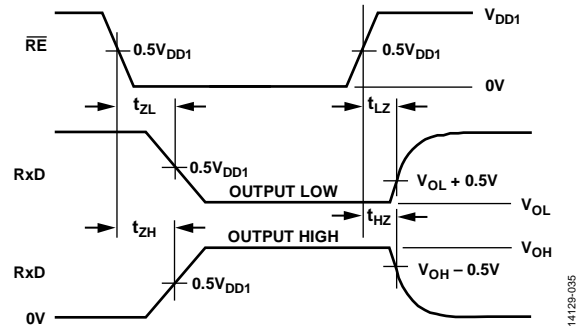 VDD1
RE
0.5VDD1
0.5VDD1
0V
tZL
tLZ
0.5VDD1
RxD
OUTPUT LOW
VOL + 0.5V
VOL
tZH
tHZ
OUTPUT HIGH
VOH
RxD
VOH – 0.5V
0.5VDD1
0V
14129-035